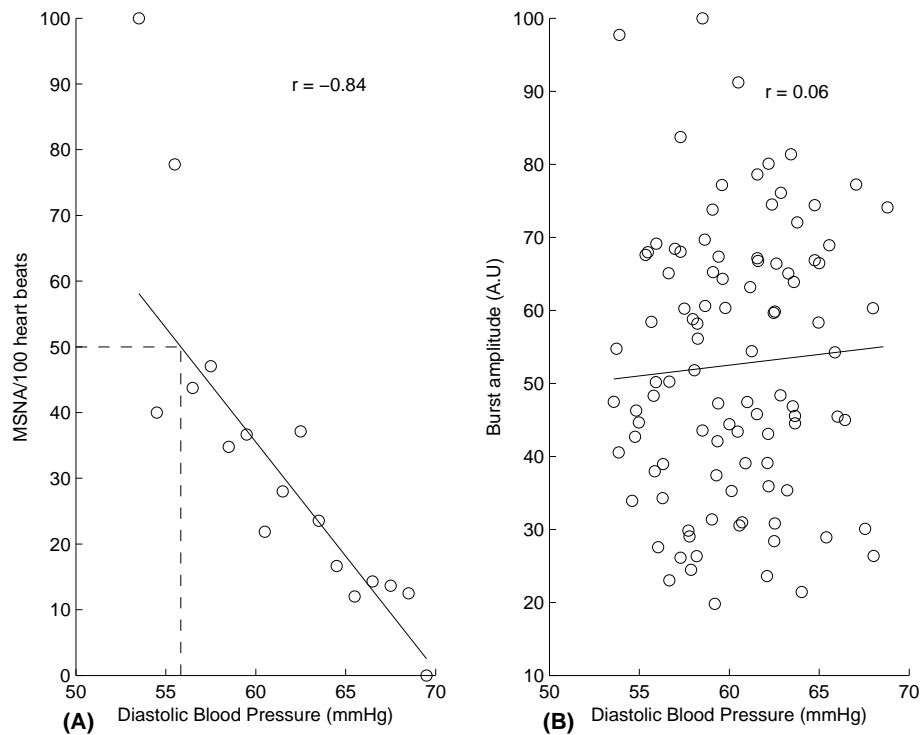 100
90
80
70
60
50
40
30
20
10
0
MSNA/100 heart beats
r = −0.84
50 55 60 65 70
Diastolic Blood Pressure (mmHg)
(A)
100
90
80
70
60
50
40
30
20
10
Burst amplitude (A.U)
r = 0.06
50 55 60 65 70
Diastolic Blood Pressure (mmHg)
(B)